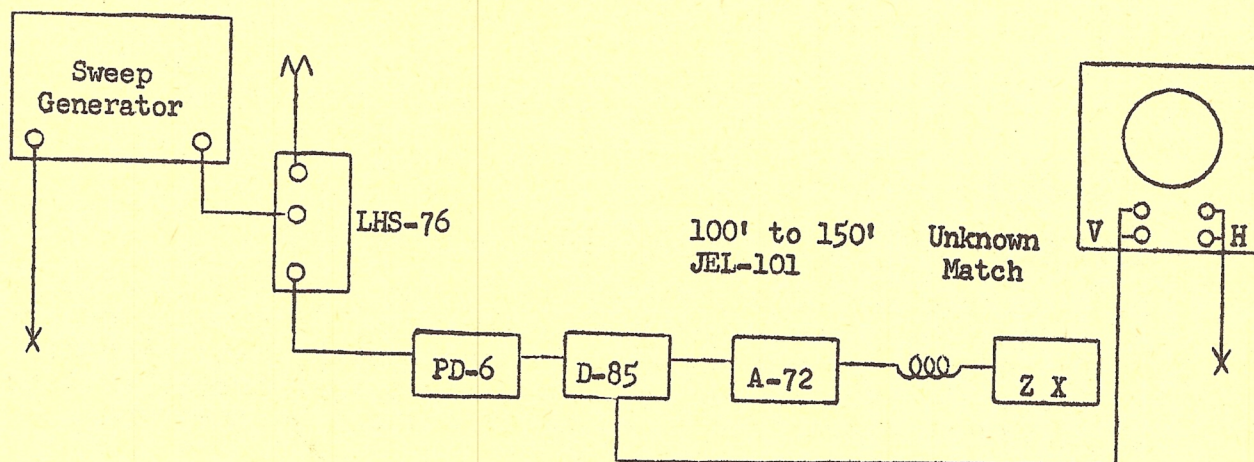 Sweep
Generator
LHS-76
100' to 150'
JEL-101
Unknown
Match
V
H
PD-6
D-85
A-72
Z X
X
X